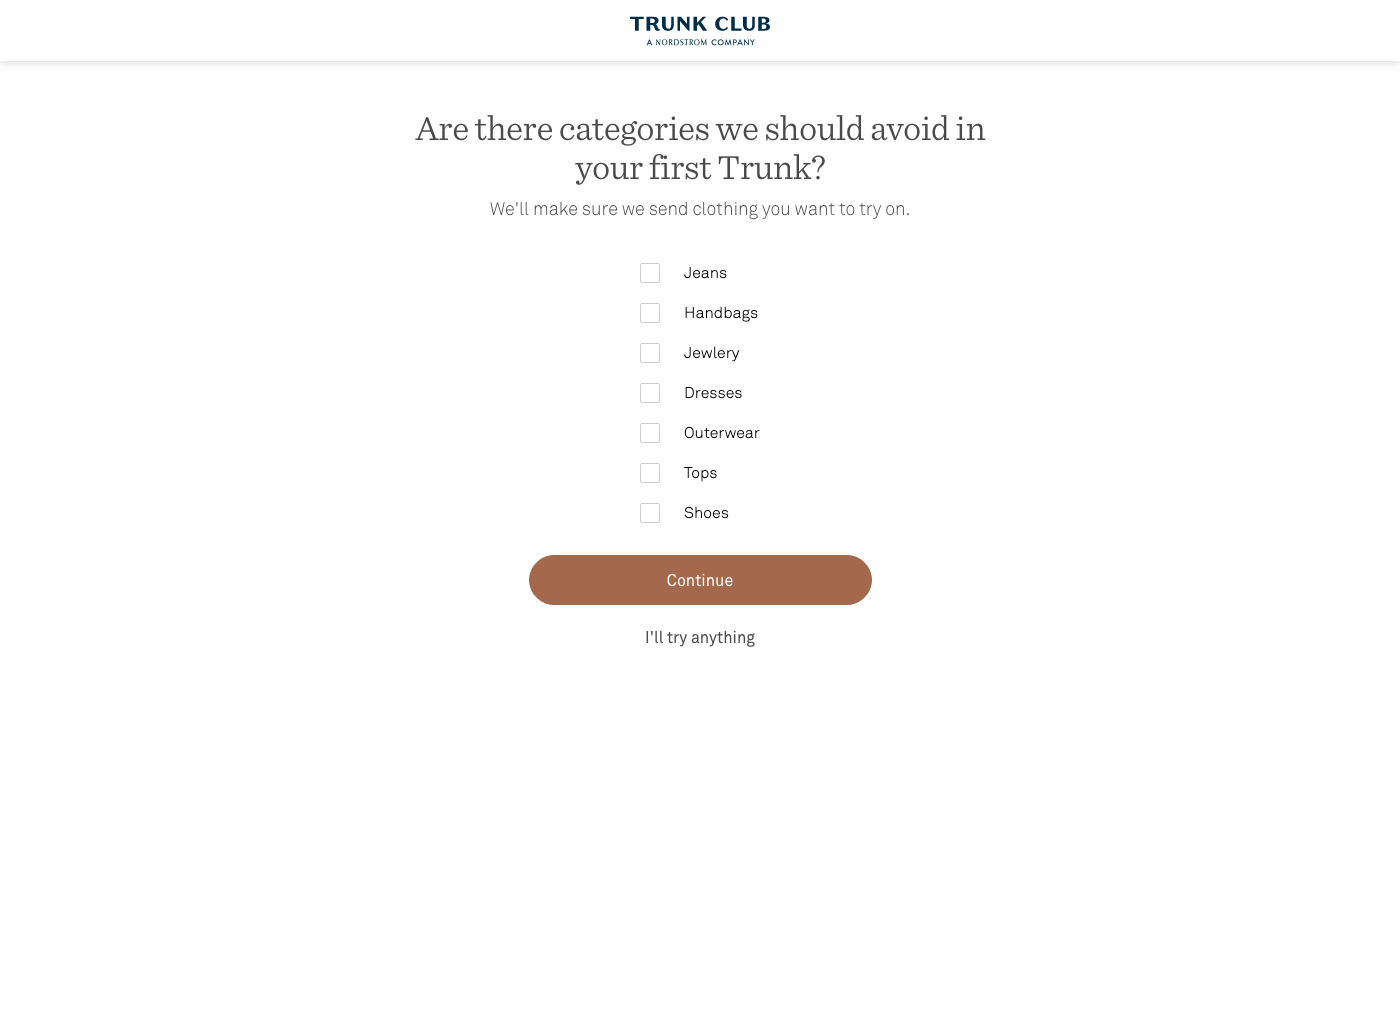 TRUNK CLUB
A NORDSTROM COMPANY
Are there categories we should avoid in
your first Trunk?
We'll make sure we send clothing you want to try on.
Jeans
Handbags
Jewlery
Dresses
Outerwear
Tops
Shoes
Continue
I'll try anything